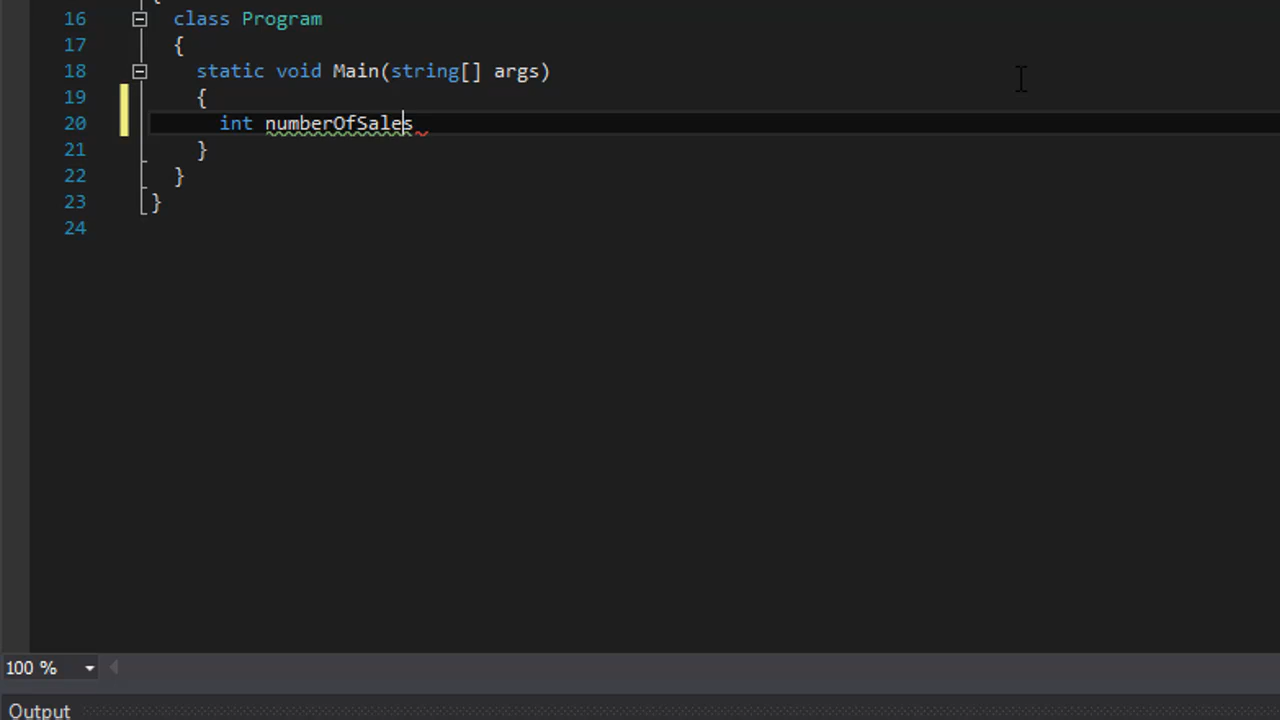 16 class Program
17 {
18 static void Main(string[] args)
19 {
20 int numberOfSales
21 }
22 }
23 }
24
100 %
Output